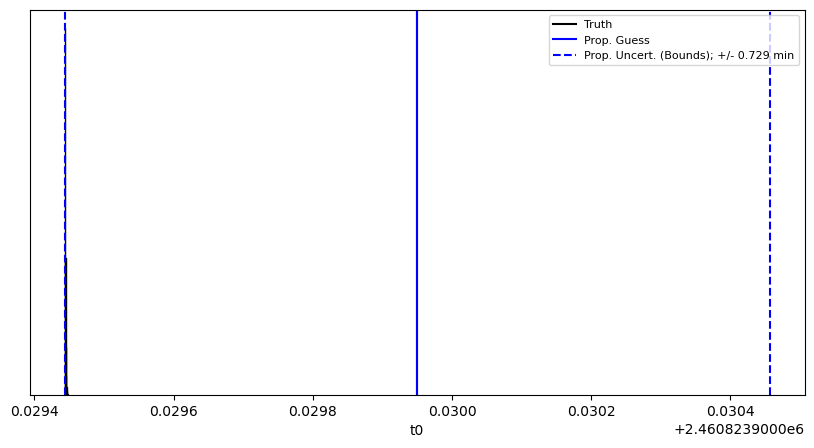 Truth
Prop. Guess
Prop. Uncert. (Bounds); +/- 0.729 min
0.0294 0.0296 0.0298 0.0300 0.0302 0.0304
t0
+2.4608239000e6